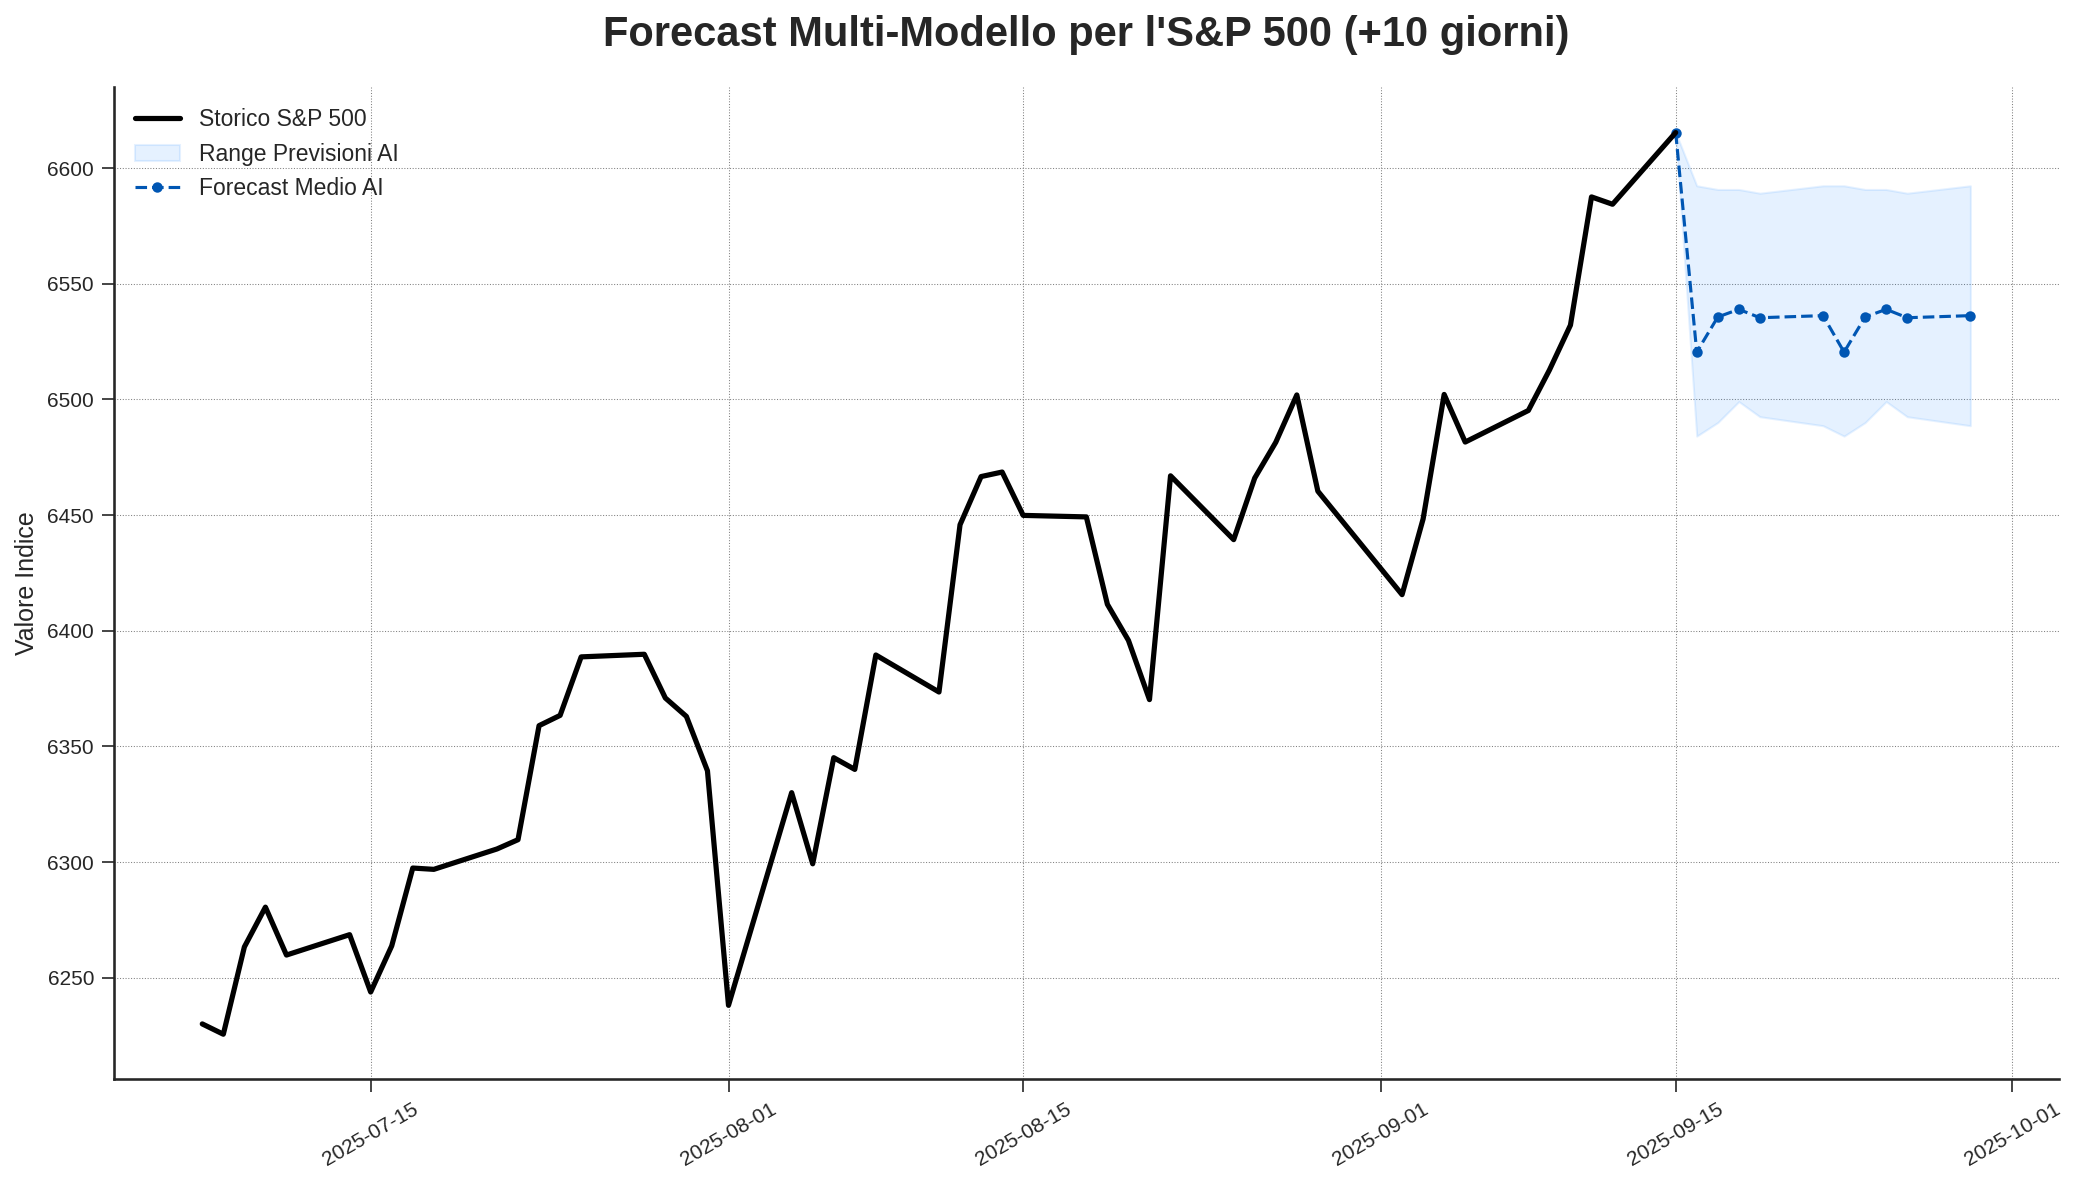 Forecast Multi-Modello per l'S&P 500 (+10 giorni)
Storico S&P 500
Range Previsioni AI
Forecast Medio AI
Valore Indice
6600
6550
6500
6450
6400
6350
6300
6250
2025-07-15
2025-08-01
2025-08-15
2025-09-01
2025-09-15
2025-10-01